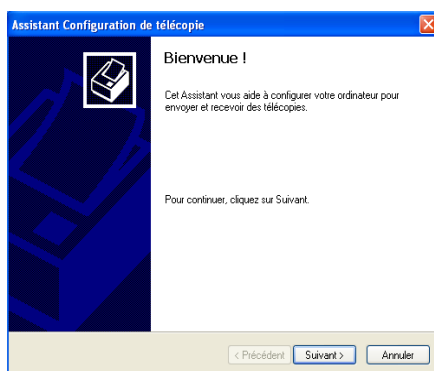 Assistant Configuration de télécopie
Bienvenue !
Cet Assistant vous aide à configurer votre ordinateur pour
envoyer et recevoir des télécopies.
Pour continuer, cliquez sur Suivant.
< Précédent
Suivant >
Annuler